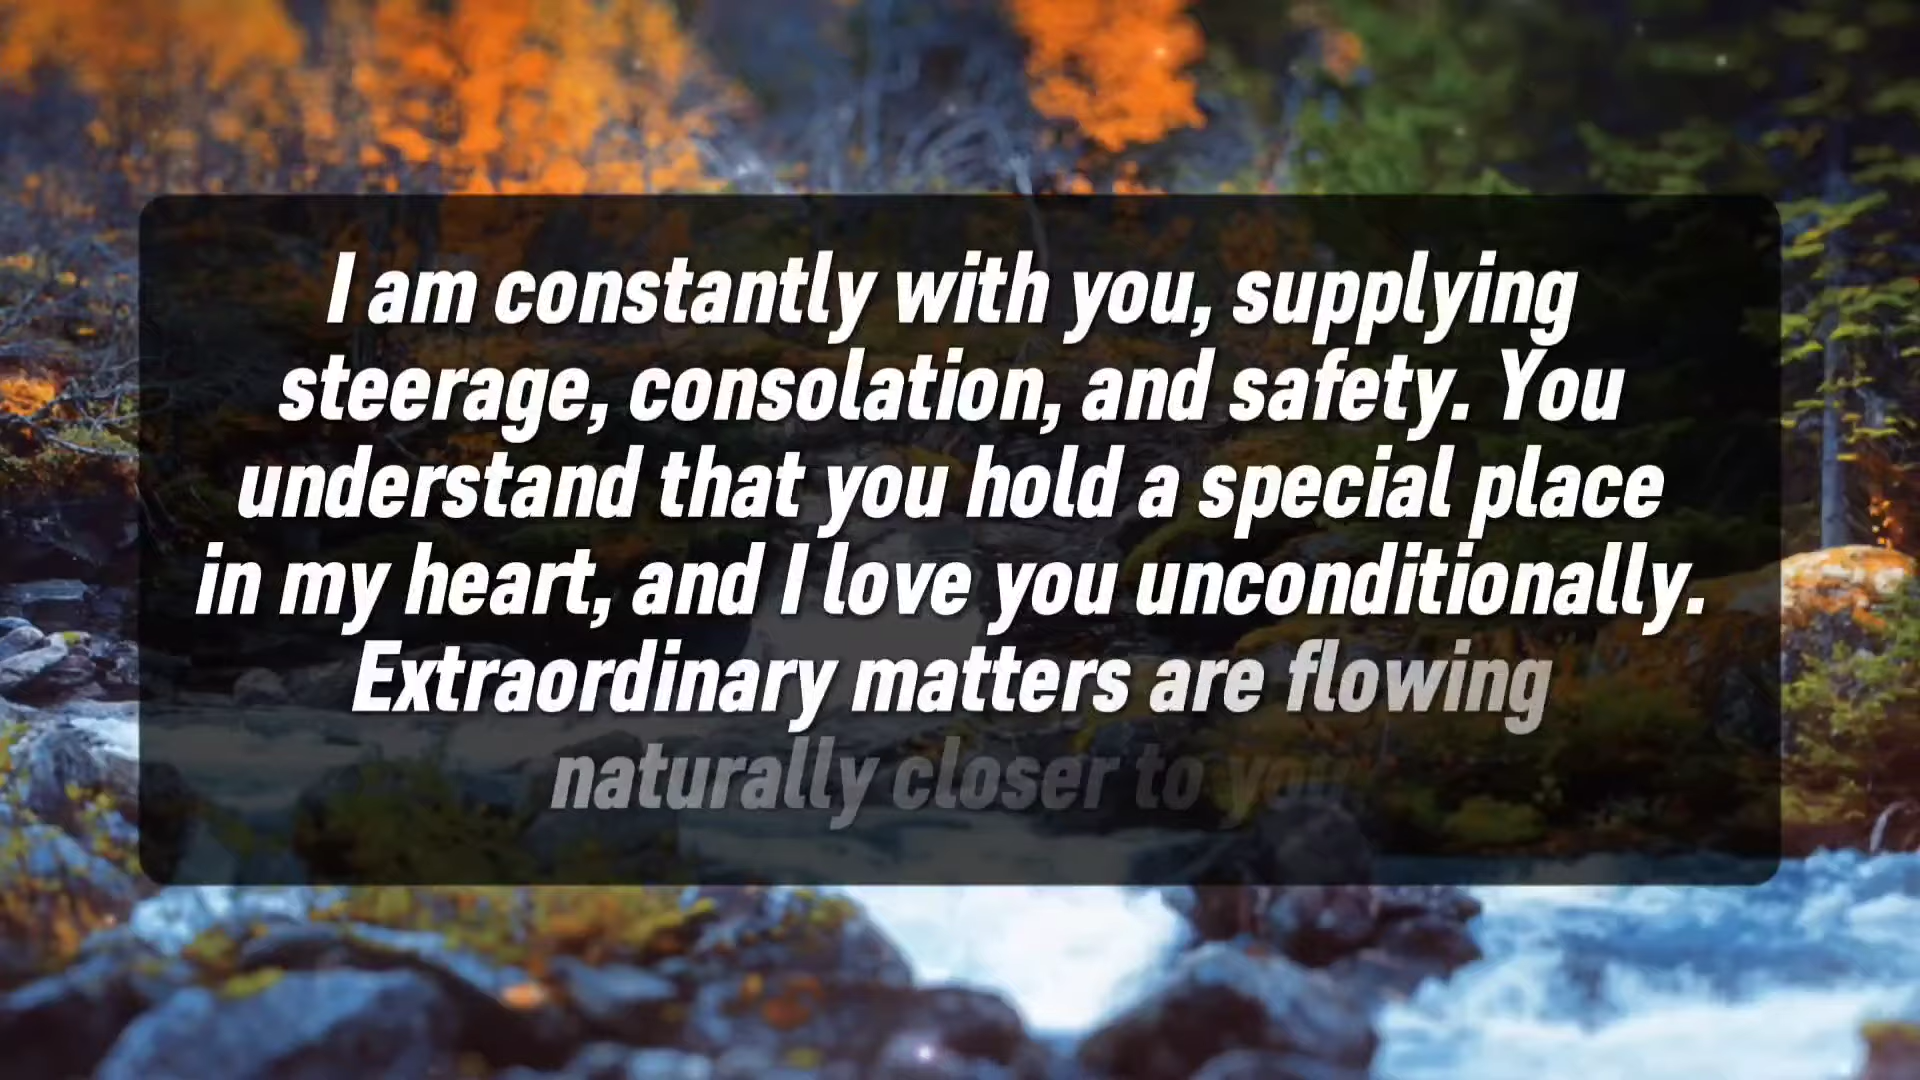 I am constantly with you, supplying
steerage, consolation, and safety. You
understand that you hold a special place
in my heart, and I love you unconditionally.
Extraordinary matters are flowing
naturally closer to you